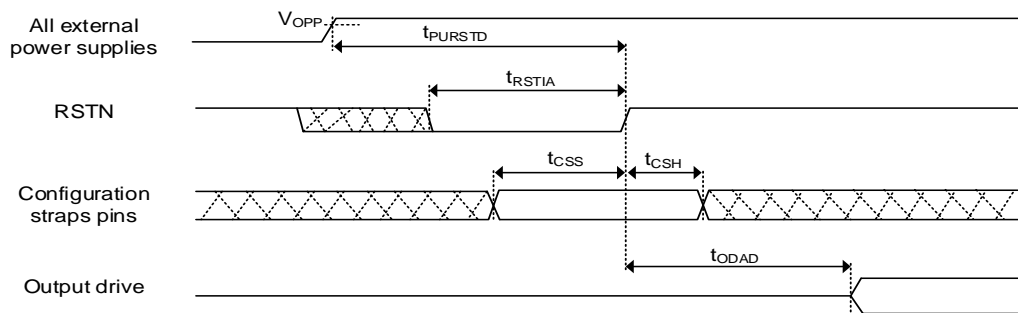 All external
power supplies
VOPP
tPURSTD
tRSTIA
RSTN
tCSS
tCSH
Configuration
straps pins
tODAD
Output drive